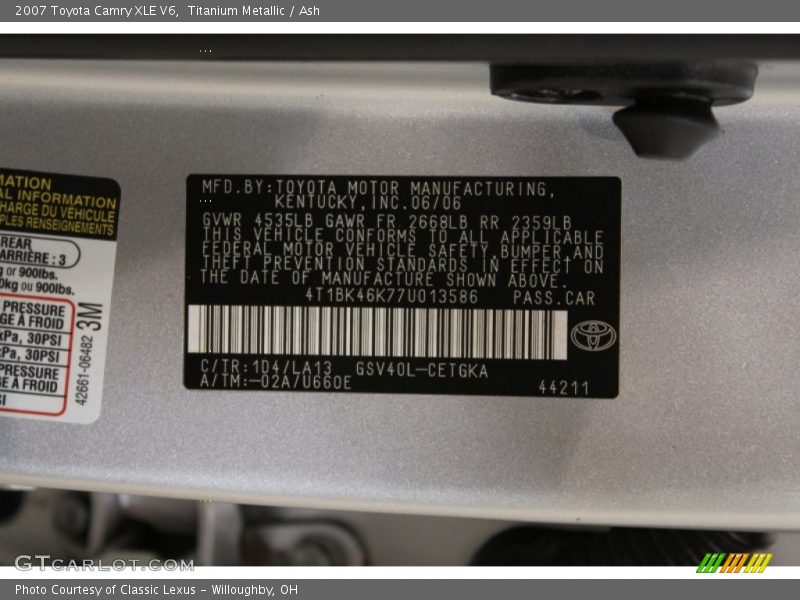 2007 Toyota Camry XLE V6, Titanium Metallic / Ash
MATION
AL INFORMATION
CHARGE DU VÉHICULE
PLES RENSEIGNEMENTS
REAR
ARRIÈRE : 3
g or 900lbs.
0kg ou 900lbs.
PRESSURE
GE À FROID
kPa, 30PSI
kPa, 30PSI
PRESSURE
GE À FROID
SI
42661-06482 3M
MFD.BY:TOYOTA MOTOR MANUFACTURING,
KENTUCKY,INC.06/06
GVWR 4535LB GAWR FR 2668LB RR 2359LB
THIS VEHICLE CONFORMS TO ALL APPLICABLE
FEDERAL MOTOR VEHICLE SAFETY,BUMPER,AND
THEFT PREVENTION STANDARDS IN EFFECT ON
THE DATE OF MANUFACTURE SHOWN ABOVE.
4T1BK46K77U013586 PASS.CAR
C/TR:1D4/LA13 GSV40L-CETGKA
A/TM:-02A/U660E 44211
GTCARLOT.COM
Photo Courtesy of Classic Lexus - Willoughby, OH